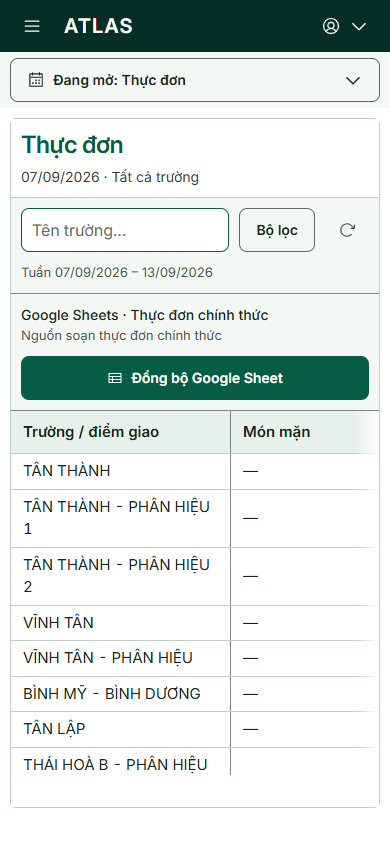 ATLAS
Đang mở: Thực đơn
Thực đơn
07/09/2026 · Tất cả trường
Tên trường...
Bộ lọc
Tuần 07/09/2026 – 13/09/2026
Google Sheets · Thực đơn chính thức
Nguồn soạn thực đơn chính thức
Đồng bộ Google Sheet
Trường / điểm giao Món mặn
TÂN THÀNH —
TÂN THÀNH - PHÂN HIỆU
1 —
TÂN THÀNH - PHÂN HIỆU
2 —
VĨNH TÂN —
VĨNH TÂN - PHÂN HIỆU —
BÌNH MỸ - BÌNH DƯƠNG —
TÂN LẬP —
THÁI HOÀ B - PHÂN HIỆU